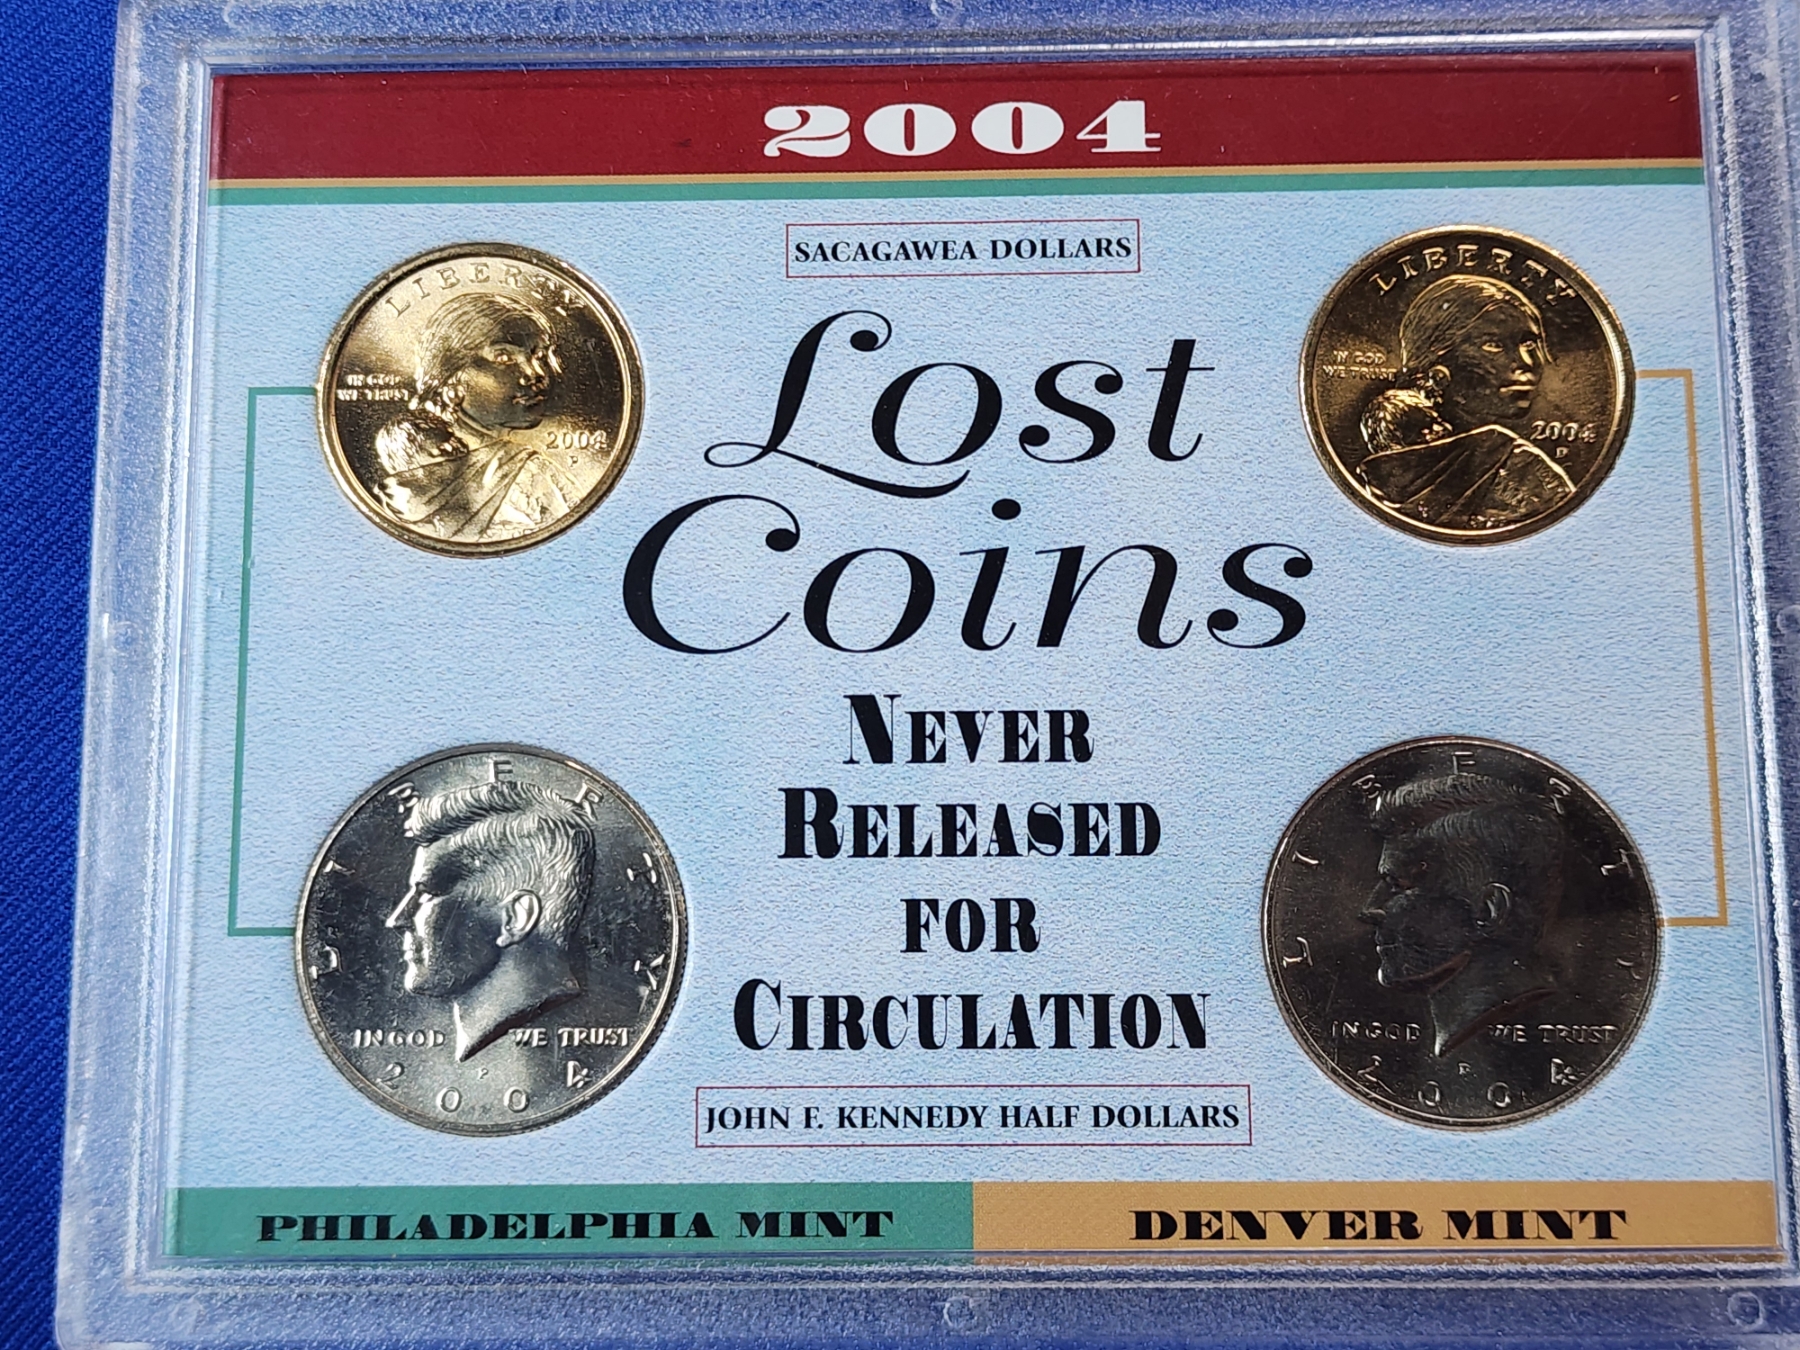 2004
SACAGAWEA DOLLARS
LIBERTY
IN GOD
WE TRUST
2004
P
LIBERTY
IN GOD
WE TRUST
2004
Lost
Coins
NEVER
RELEASED
FOR
CIRCULATION
LIBERTY
IN GOD WE TRUST
P
2004
LIBERTY
IN GOD WE TRUST
2004
JOHN F. KENNEDY HALF DOLLARS
PHILADELPHIA MINT
DENVER MINT